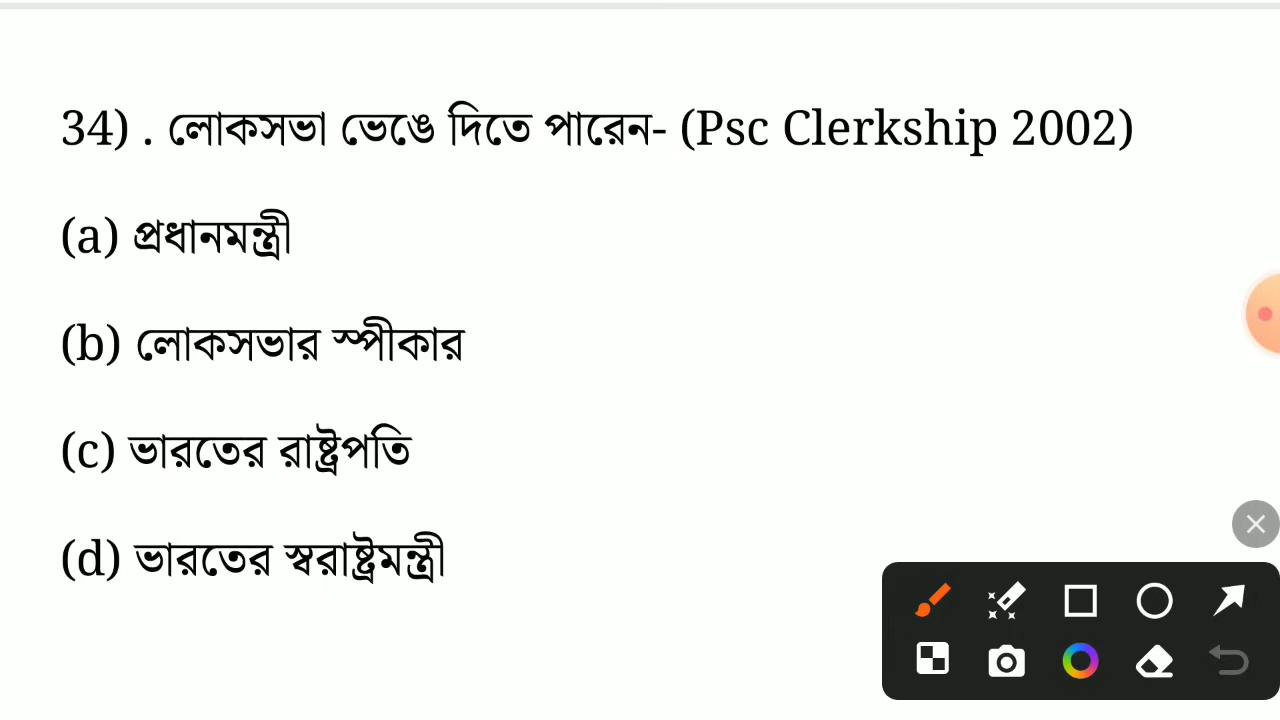 34) . লোকসভা ভেঙে দিতে পারেন- (Psc Clerkship 2002)
(a) প্রধানমন্ত্রী
(b) লোকসভার স্পীকার
(c) ভারতের রাষ্ট্রপতি
(d) ভারতের স্বরাষ্ট্রমন্ত্রী